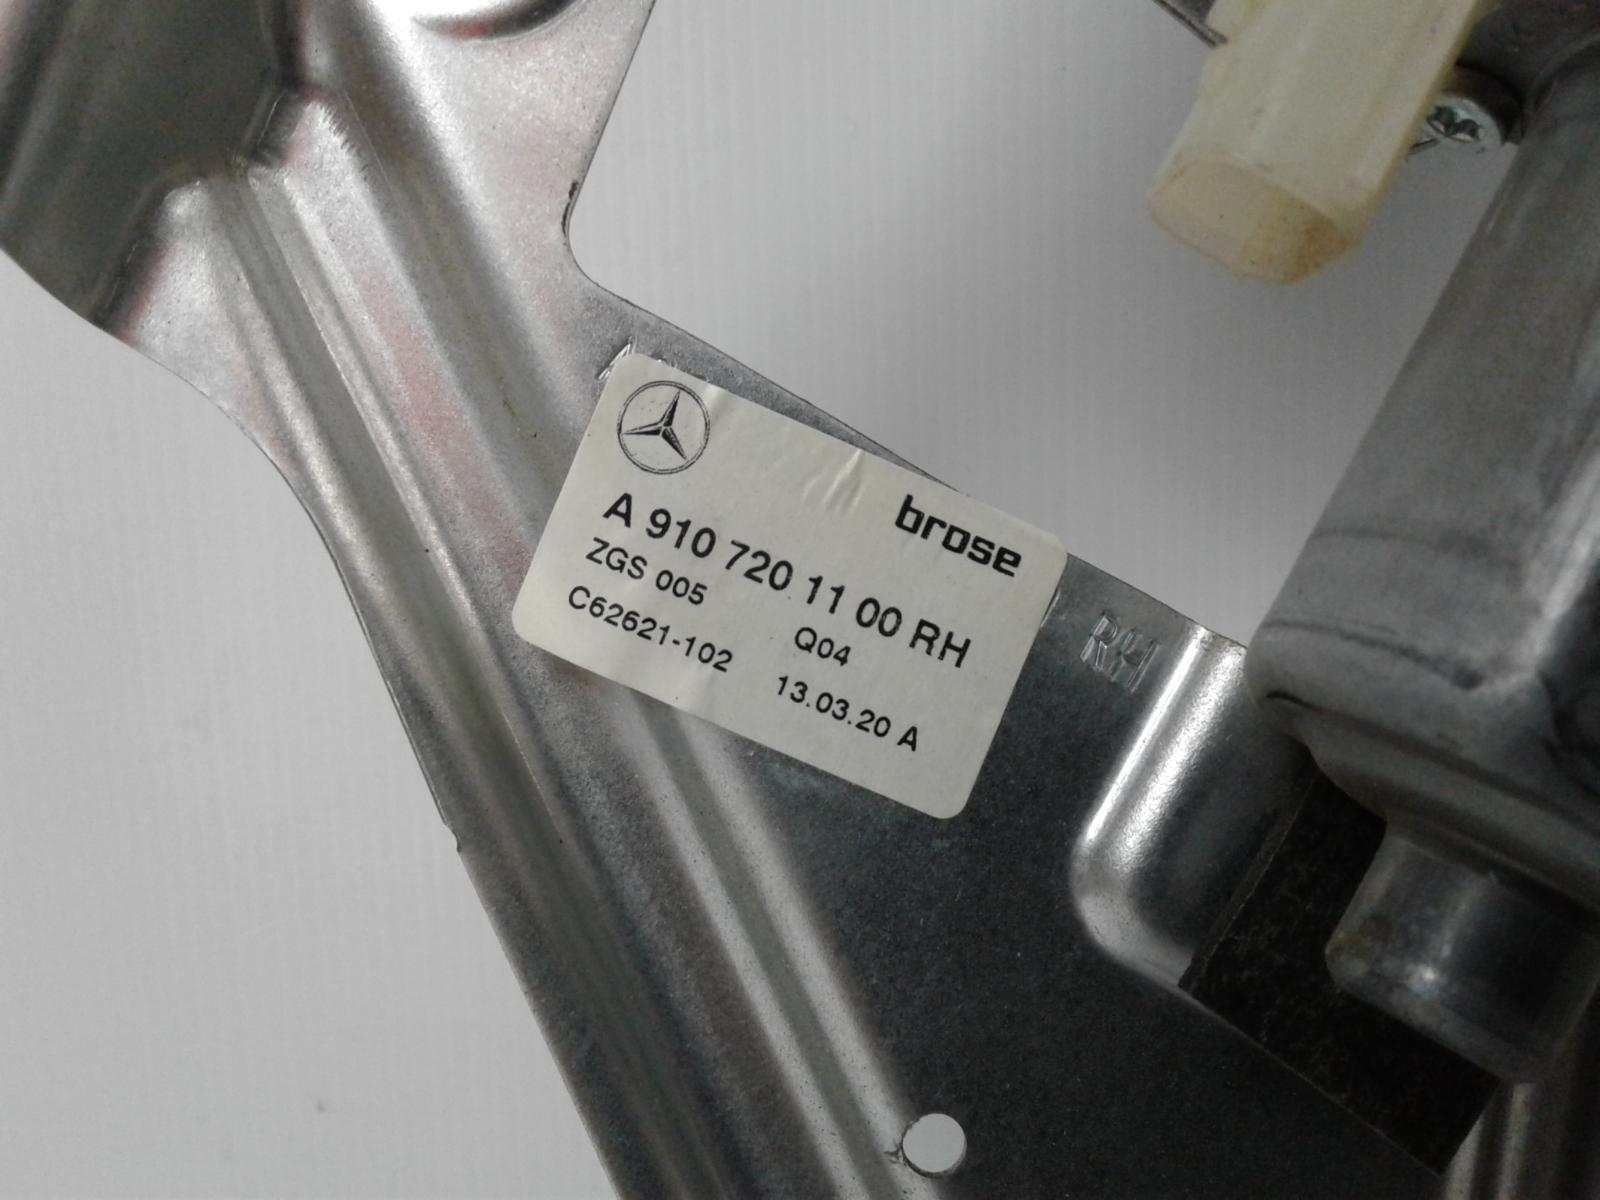 brose
A 910 720 11 00 RH
ZGS 005
Q04
C62621-102
13.03.20 A
RH